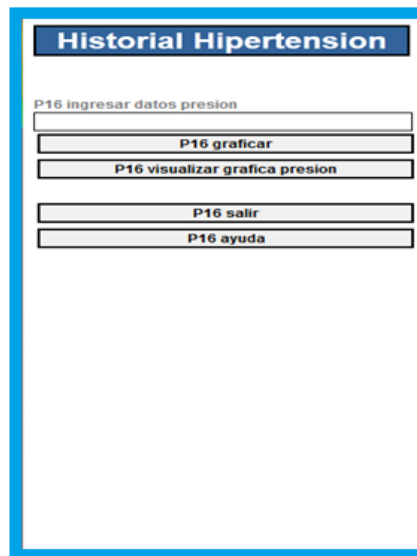 Historial Hipertension
P16 ingresar datos presion
P16 graficar
P16 visualizar grafica presion
P16 salir
P16 ayuda